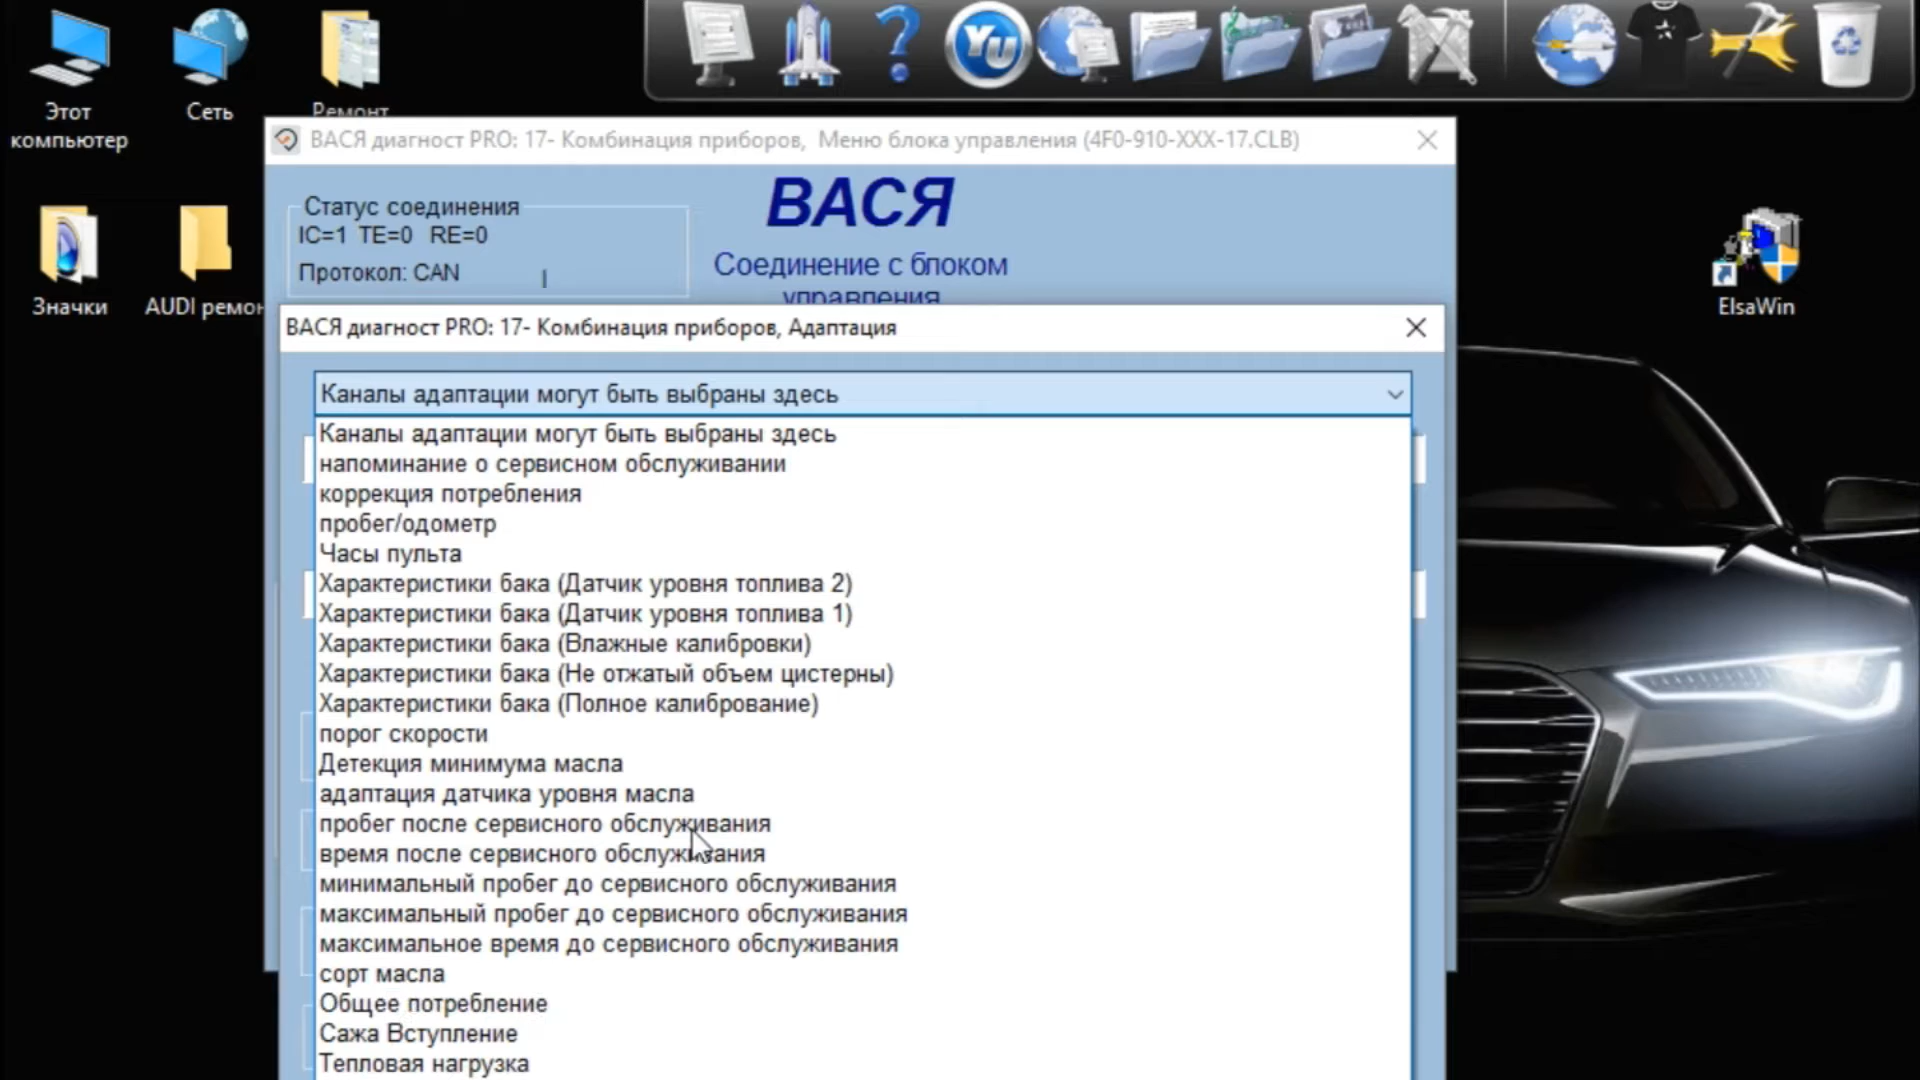 Этот компьютер
Сеть
Ремонт
YU
ВАСЯ диагност PRO: 17- Комбинация приборов, Меню блока управления (4F0-910-XXX-17.CLB)
Статус соединения
IC=1 TE=0 RE=0
Протокол: CAN
ВАСЯ
Соединение с блоком
управления
Значки
AUDI ремон
ElsaWin
ВАСЯ диагност PRO: 17- Комбинация приборов, Адаптация
Каналы адаптации могут быть выбраны здесь
Каналы адаптации могут быть выбраны здесь
напоминание о сервисном обслуживании
коррекция потребления
пробег/одометр
Часы пульта
Характеристики бака (Датчик уровня топлива 2)
Характеристики бака (Датчик уровня топлива 1)
Характеристики бака (Влажные калибровки)
Характеристики бака (Не отжатый объем цистерны)
Характеристики бака (Полное калибрование)
порог скорости
Детекция минимума масла
адаптация датчика уровня масла
пробег после сервисного обслуживания
время после сервисного обслуживания
минимальный пробег до сервисного обслуживания
максимальный пробег до сервисного обслуживания
максимальное время до сервисного обслуживания
сорт масла
Общее потребление
Сажа Вступление
Тепловая нагрузка